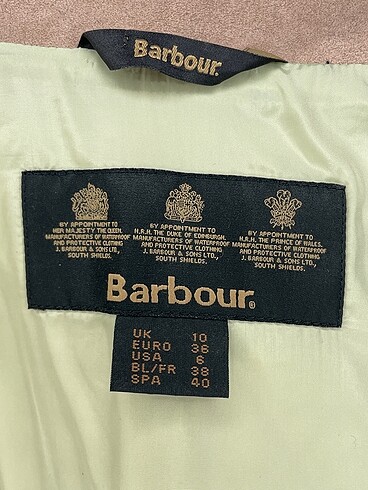 Barbour.
BY APPOINTMENT TO
HER MAJESTY THE QUEEN.
MANUFACTURERS OF WATERPROOF
AND PROTECTIVE CLOTHING
J. BARBOUR & SONS LTD.,
SOUTH SHIELDS.
BY APPOINTMENT TO
H.R.H. THE DUKE OF EDINBURGH.
MANUFACTURERS OF WATERPROOF
AND PROTECTIVE CLOTHING
J. BARBOUR & SONS LTD.,
SOUTH SHIELDS.
BY APPOINTMENT TO
H.R.H. THE PRINCE OF WALES.
MANUFACTURERS OF WATERPROOF
AND PROTECTIVE CLOTHING
J. BARBOUR & SONS LTD.,
SOUTH SHIELDS.
Barbour®
UK 10
EURO 36
USA 6
BL/FR 38
SPA 40